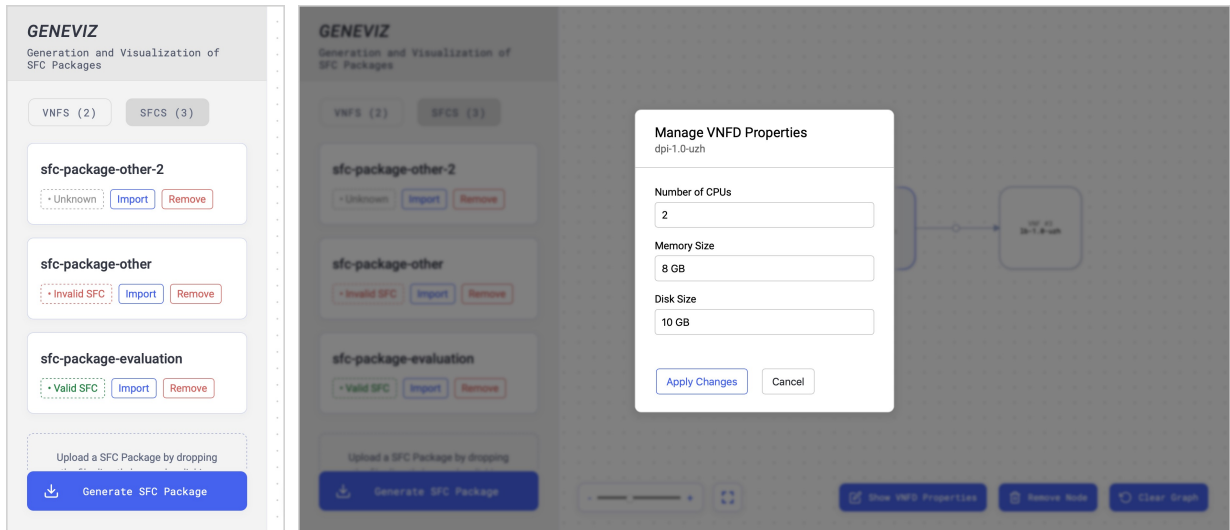 GENEVIZ
Generation and Visualization of
SFC Packages
VNFS (2)
SFCS (3)
sfc-package-other-2
• Unknown
Import
Remove
sfc-package-other
• Invalid SFC
Import
Remove
sfc-package-evaluation
• Valid SFC
Import
Remove
Upload a SFC Package by dropping
Generate SFC Package
GENEVIZ
Generation and Visualization of
SFC Packages
VNFS (2)
SFCS (3)
sfc-package-other-2
• Unknown
Import
Remove
sfc-package-other
• Invalid SFC
Import
Remove
sfc-package-evaluation
• Valid SFC
Import
Remove
Upload a SFC Package by dropping
Generate SFC Package
Manage VNFD Properties
dpi-1.0-uzh
Number of CPUs
2
Memory Size
8 GB
Disk Size
10 GB
Apply Changes
Cancel
lb-1.0-uzh
- +
Show VNFD Properties
Remove Node
Clear Graph